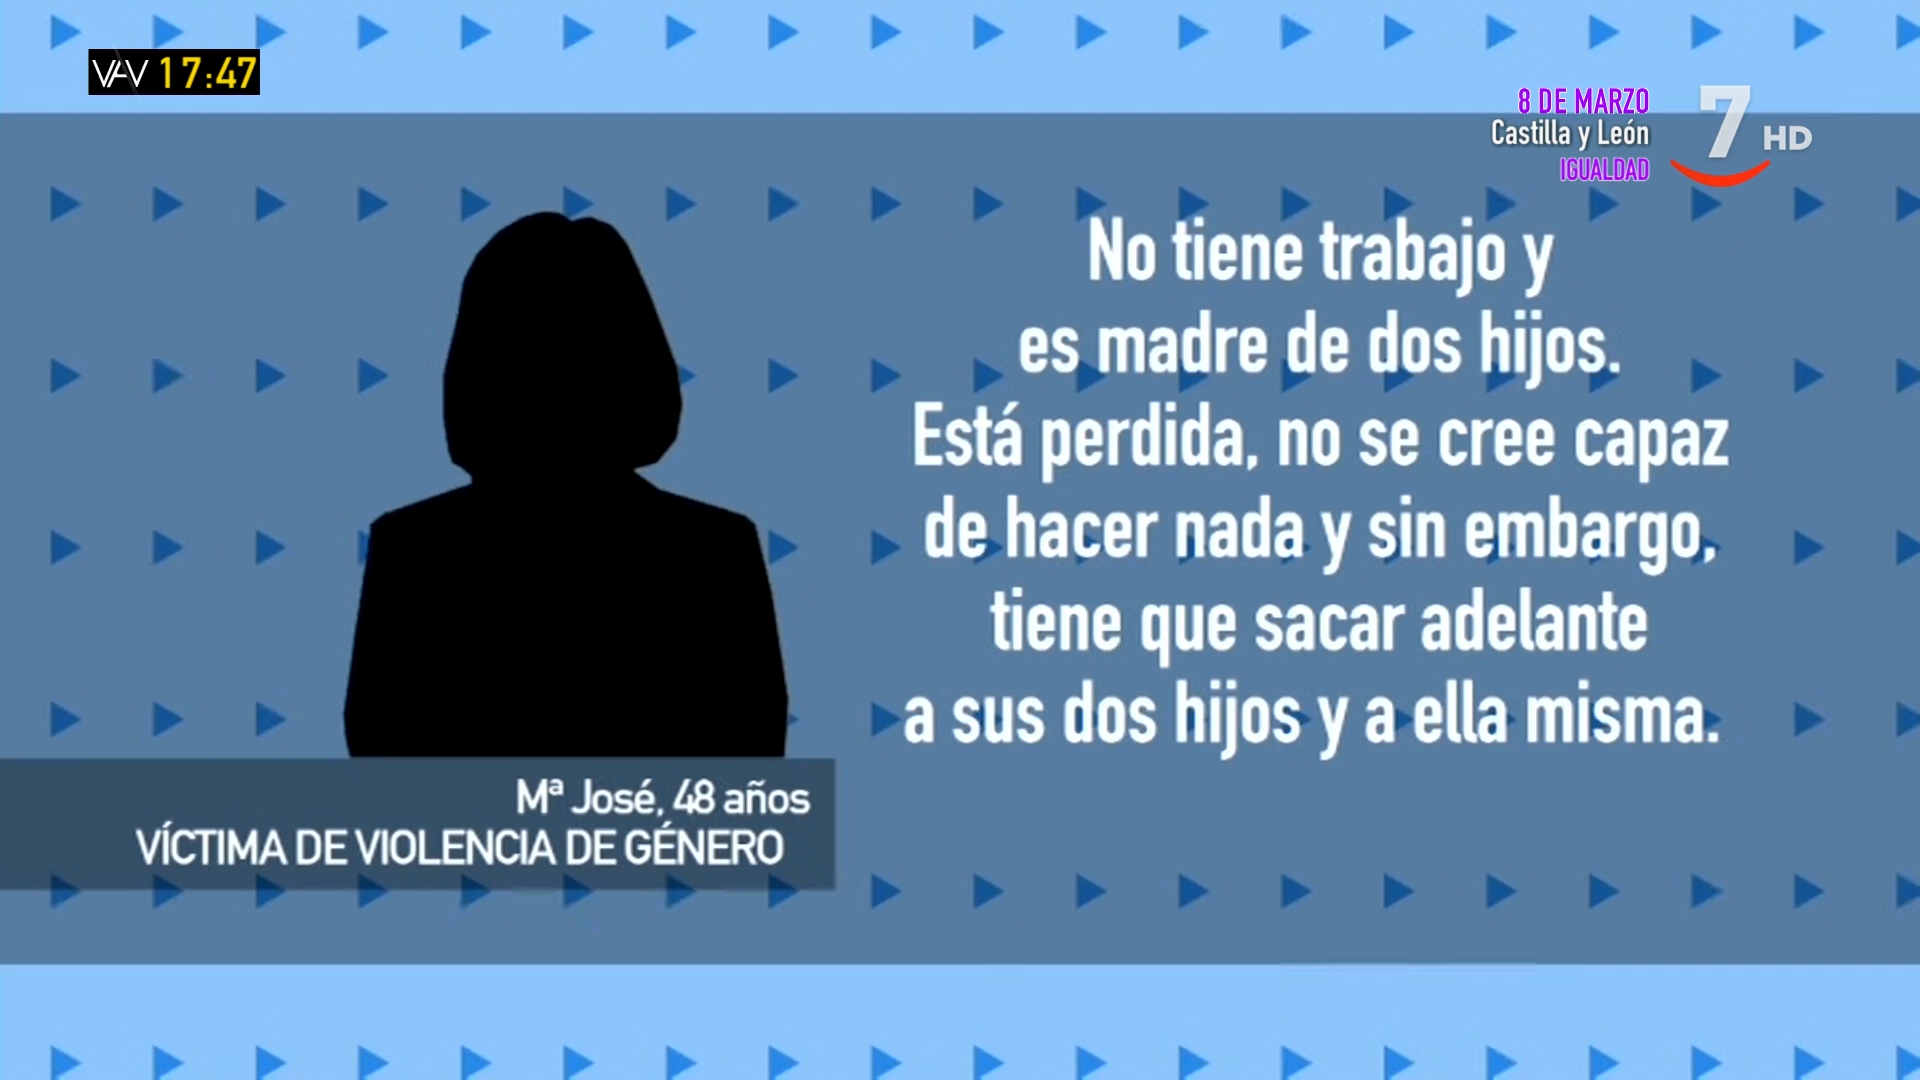 VAV 17:47
8 DE MARZO
Castilla y León
IGUALDAD
7 HD
No tiene trabajo y
es madre de dos hijos.
Está perdida, no se cree capaz
de hacer nada y sin embargo,
tiene que sacar adelante
a sus dos hijos y a ella misma.
Mª José, 48 años
VÍCTIMA DE VIOLENCIA DE GÉNERO